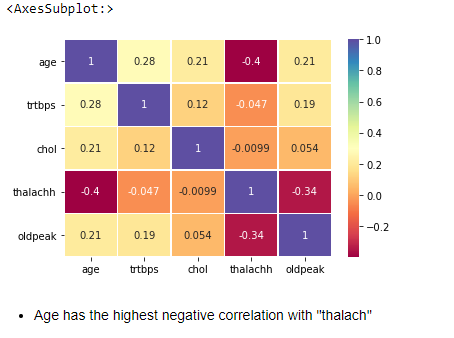 <AxesSubplot:>
age 1 0.28 0.21 -0.4 0.21
trtbps 0.28 1 0.12 -0.047 0.19
chol 0.21 0.12 1 -0.0099 0.054
thalachh -0.4 -0.047 -0.0099 1 -0.34
oldpeak 0.21 0.19 0.054 -0.34 1
age trtbps chol thalachh oldpeak
1.0
0.8
0.6
0.4
0.2
0.0
−0.2
• Age has the highest negative correlation with "thalach"